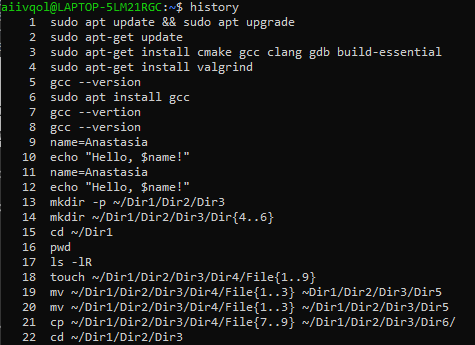 aiivqol@LAPTOP-5LM21RGC:~$ history
1 sudo apt update && sudo apt upgrade
2 sudo apt-get update
3 sudo apt-get install cmake gcc clang gdb build-essential
4 sudo apt-get install valgrind
5 gcc --version
6 sudo apt install gcc
7 gcc --vertion
8 gcc --version
9 name=Anastasia
10 echo "Hello, $name!"
11 name=Anastasia
12 echo "Hello, $name!"
13 mkdir -p ~/Dir1/Dir2/Dir3
14 mkdir ~/Dir1/Dir2/Dir3/Dir{4..6}
15 cd ~/Dir1
16 pwd
17 ls -lR
18 touch ~/Dir1/Dir2/Dir3/Dir4/File{1..9}
19 mv ~/Dir1/Dir2/Dir3/Dir4/File{1..3} ~Dir1/Dir2/Dir3/Dir5
20 mv ~/Dir1/Dir2/Dir3/Dir4/File{1..3} ~/Dir1/Dir2/Dir3/Dir5
21 cp ~/Dir1/Dir2/Dir3/Dir4/File{7..9} ~/Dir1/Dir2/Dir3/Dir6/
22 cd ~/Dir1/Dir2/Dir3